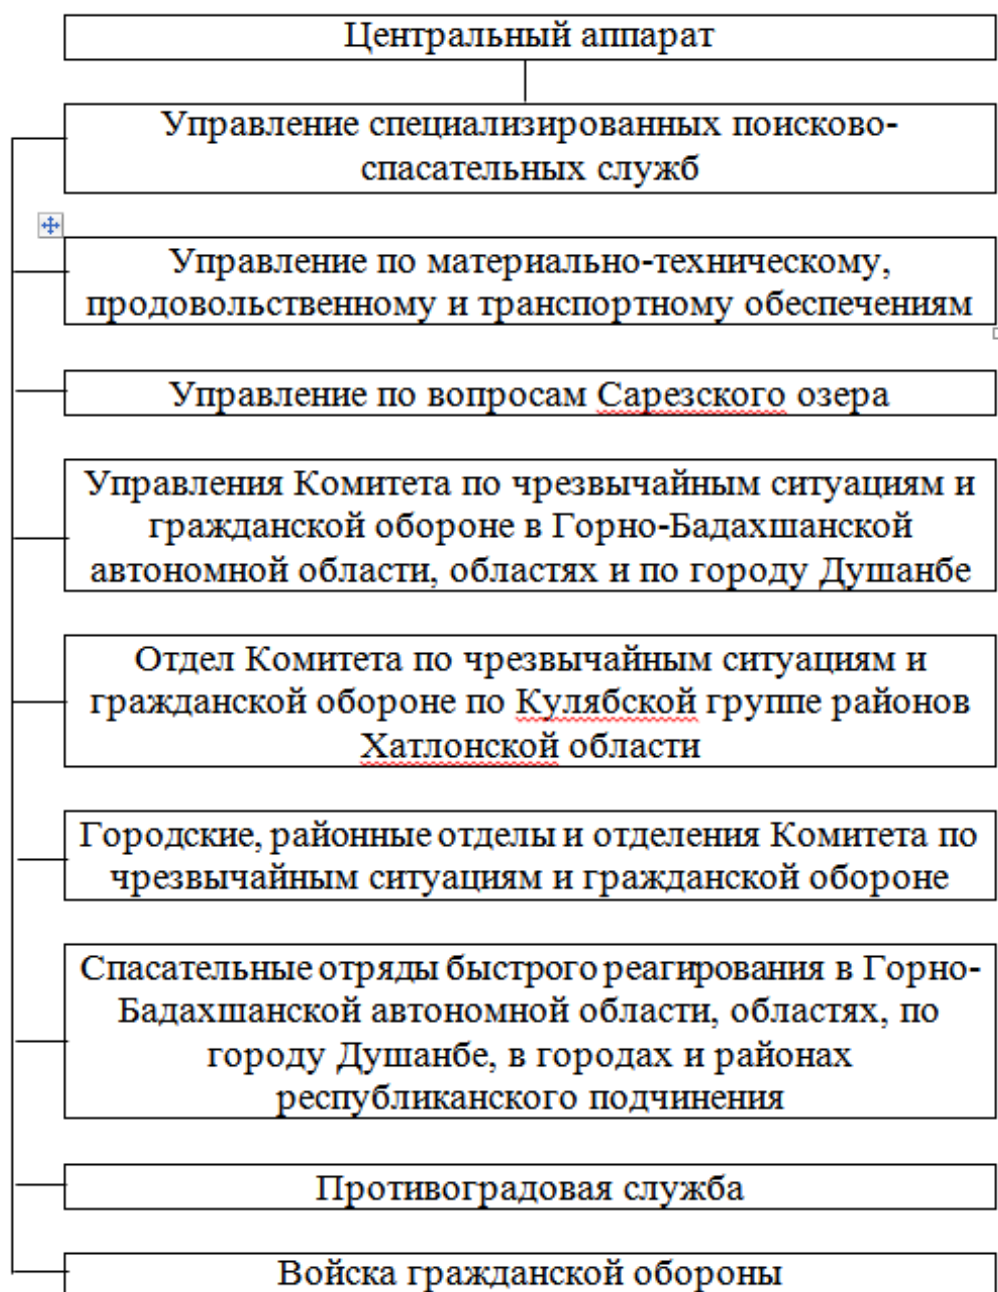 Центральный аппарат
Управление специализированных поисково-
спасательных служб
Управление по материально-техническому,
продовольственному и транспортному обеспечениям
Управление по вопросам Сарезского озера
Управления Комитета по чрезвычайным ситуациям и
гражданской обороне в Горно-Бадахшанской
автономной области, областях и по городу Душанбе
Отдел Комитета по чрезвычайным ситуациям и
гражданской обороне по Кулябской группе районов
Хатлонской области
Городские, районные отделы и отделения Комитета по
чрезвычайным ситуациям и гражданской обороне
Спасательные отряды быстрого реагирования в Горно-
Бадахшанской автономной области, областях, по
городу Душанбе, в городах и районах
республиканского подчинения
Противоградовая служба
Войска гражданской обороны